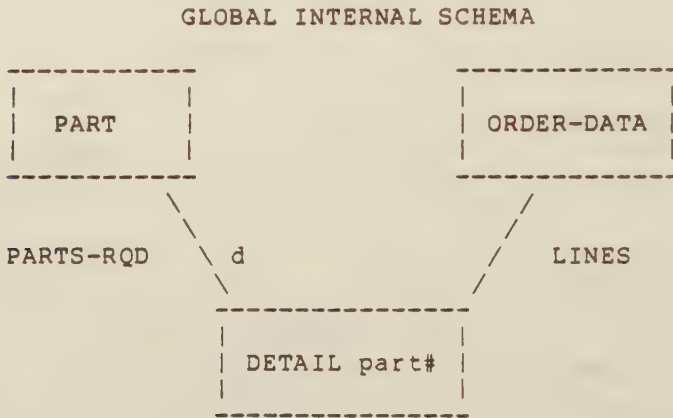 GLOBAL INTERNAL SCHEMA
PART
ORDER-DATA
PARTS-RQD
d
LINES
DETAIL part#